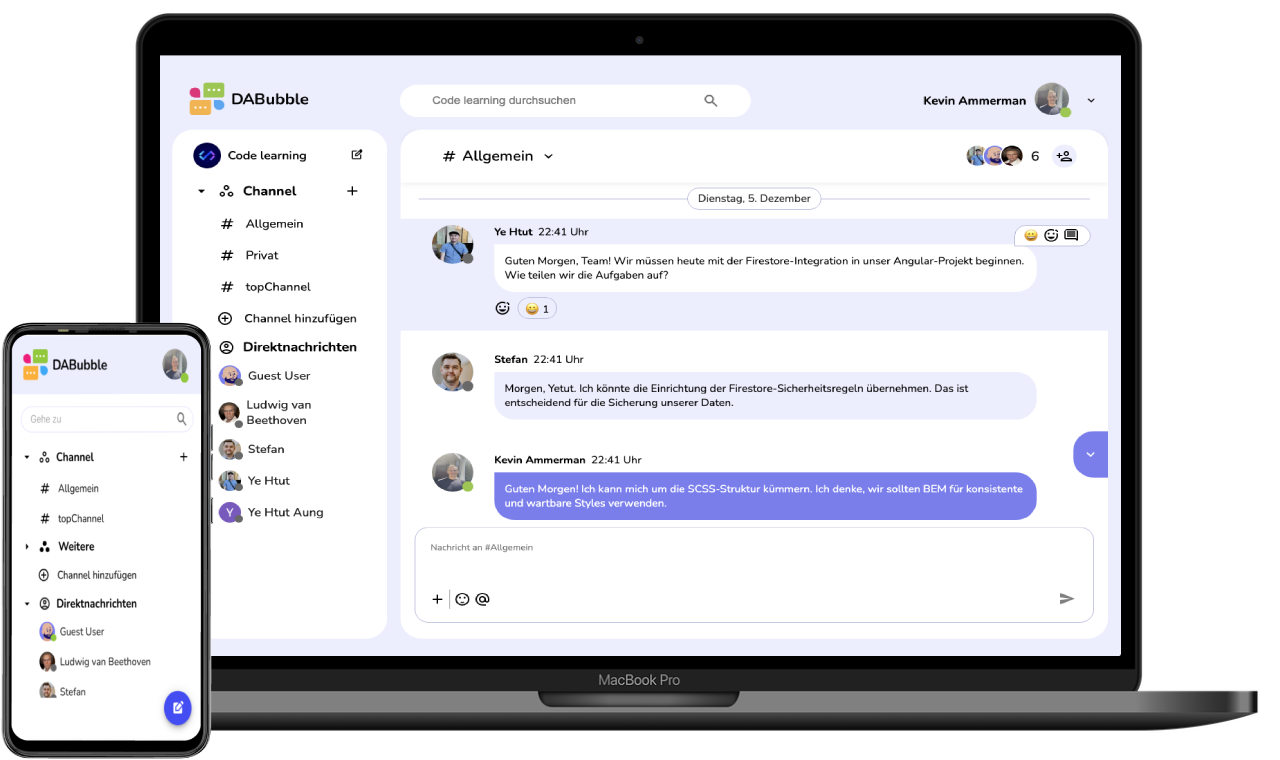 DABubble
Code learning durchsuchen
Kevin Ammerman
Code learning
Channel
# Allgemein
# Privat
# topChannel
Channel hinzufügen
Direktnachrichten
Guest User
Ludwig van
Beethoven
Stefan
Ye Htut
Y Ye Htut Aung
# Allgemein
6
Dienstag, 5. Dezember
Ye Htut 22:41 Uhr
Guten Morgen, Team! Wir müssen heute mit der Firestore-Integration in unser Angular-Projekt beginnen.
Wie teilen wir die Aufgaben auf?
1
Stefan 22:41 Uhr
Morgen, Yetut. Ich könnte die Einrichtung der Firestore-Sicherheitsregeln übernehmen. Das ist
entscheidend für die Sicherung unserer Daten.
Kevin Ammerman 22:41 Uhr
Guten Morgen! Ich kann mich um die SCSS-Struktur kümmern. Ich denke, wir sollten BEM für konsistente
und wartbare Styles verwenden.
Nachricht an #Allgemein
MacBook Pro
DABubble
Gehe zu
Channel
# Allgemein
# topChannel
Weitere
Channel hinzufügen
Direktnachrichten
Guest User
Ludwig van Beethoven
Stefan